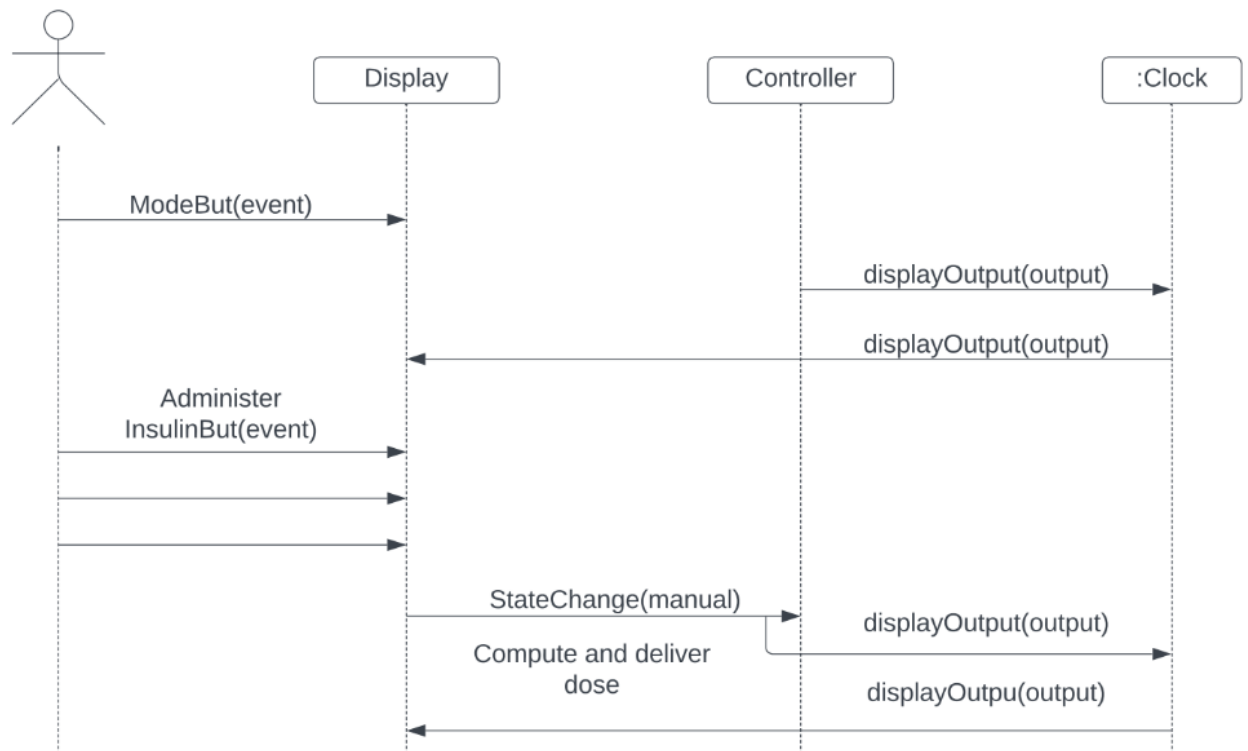 Display
Controller
:Clock
ModeBut(event)
displayOutput(output)
displayOutput(output)
Administer
InsulinBut(event)
StateChange(manual)
displayOutput(output)
Compute and deliver
dose
displayOutpu(output)